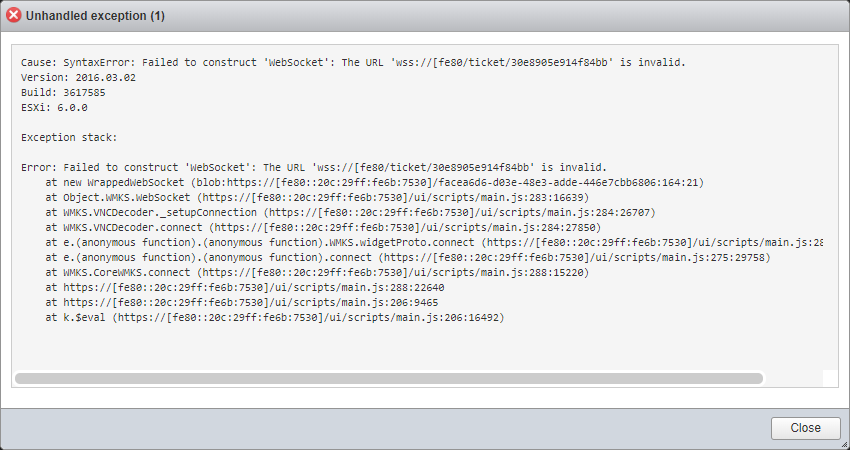 Unhandled exception (1)
Cause: SyntaxError: Failed to construct 'WebSocket': The URL 'wss://[fe80/ticket/30e8905e914f84bb' is invalid.
Version: 2016.03.02
Build: 3617585
ESXi: 6.0.0
Exception stack:
Error: Failed to construct 'WebSocket': The URL 'wss://[fe80/ticket/30e8905e914f84bb' is invalid.
at new WrappedWebSocket (blob:https://[fe80::20c:29ff:fe6b:7530]/facea6d6-d03e-48e3-adde-446e7cbb6806:164:21)
at Object.WMKS.WebSocket (https://[fe80::20c:29ff:fe6b:7530]/ui/scripts/main.js:283:16639)
at WMKS.VNCDecoder._setupConnection (https://[fe80::20c:29ff:fe6b:7530]/ui/scripts/main.js:284:26707)
at WMKS.VNCDecoder.connect (https://[fe80::20c:29ff:fe6b:7530]/ui/scripts/main.js:284:27850)
at e.(anonymous function).(anonymous function).WMKS.widgetProto.connect (https://[fe80::20c:29ff:fe6b:7530]/ui/scripts/main.js:28
at e.(anonymous function).(anonymous function).connect (https://[fe80::20c:29ff:fe6b:7530]/ui/scripts/main.js:275:29758)
at WMKS.CoreWMKS.connect (https://[fe80::20c:29ff:fe6b:7530]/ui/scripts/main.js:288:15220)
at https://[fe80::20c:29ff:fe6b:7530]/ui/scripts/main.js:288:22640
at https://[fe80::20c:29ff:fe6b:7530]/ui/scripts/main.js:206:9465
at k.$eval (https://[fe80::20c:29ff:fe6b:7530]/ui/scripts/main.js:206:16492)
Close